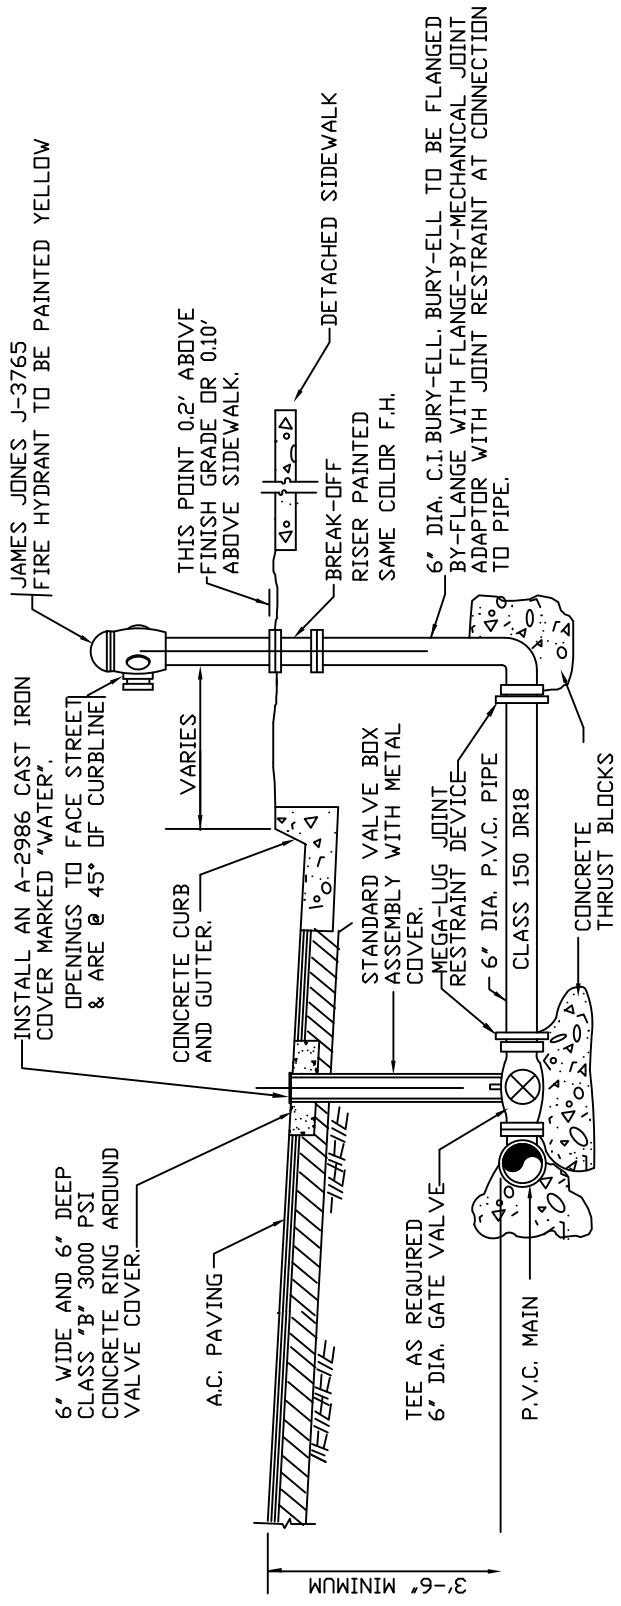 JAMES JONES J-3765
FIRE HYDRANT TO BE PAINTED YELLOW
INSTALL AN A-2986 CAST IRON
COVER MARKED "WATER".
OPENINGS TO FACE STREET
& ARE @ 45° OF CURBLINE
6" WIDE AND 6" DEEP
CLASS "B" 3000 PSI
CONCRETE RING AROUND
VALVE COVER.
CONCRETE CURB
AND GUTTER.
VARIES
THIS POINT 0.2' ABOVE
FINISH GRADE OR 0.10'
ABOVE SIDEWALK.
DETACHED SIDEWALK
A.C. PAVING
BREAK-OFF
RISER PAINTED
SAME COLOR F.H.
STANDARD VALVE BOX
ASSEMBLY WITH METAL
COVER.
6" DIA. C.I. BURY-ELL. BURY-ELL TO BE FLANGED
BY-FLANGE WITH FLANGE-BY-MECHANICAL JOINT
ADAPTOR WITH JOINT RESTRAINT AT CONNECTION
TO PIPE.
TEE AS REQUIRED
6" DIA. GATE VALVE
MEGA-LUG JOINT
RESTRAINT DEVICE
6" DIA. P.V.C. PIPE
CLASS 150 DR18
P.V.C. MAIN
CONCRETE
THRUST BLOCKS
3'-6" MINIMUM